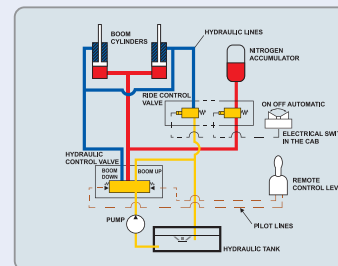 BOOM
CYLINDERS
HYDRAULIC LINES
NITROGEN
ACCUMULATOR
RIDE CONTROL
VALVE
ON OFF AUTOMATIC
ELECTRICAL SWI
IN THE CAB
HYDRAULIC
CONTROL VALVE
BOOM
DOWN
BOOM UP
REMOTE
CONTROL LEV
PUMP
PILOT LINES
HYDRAULIC TANK